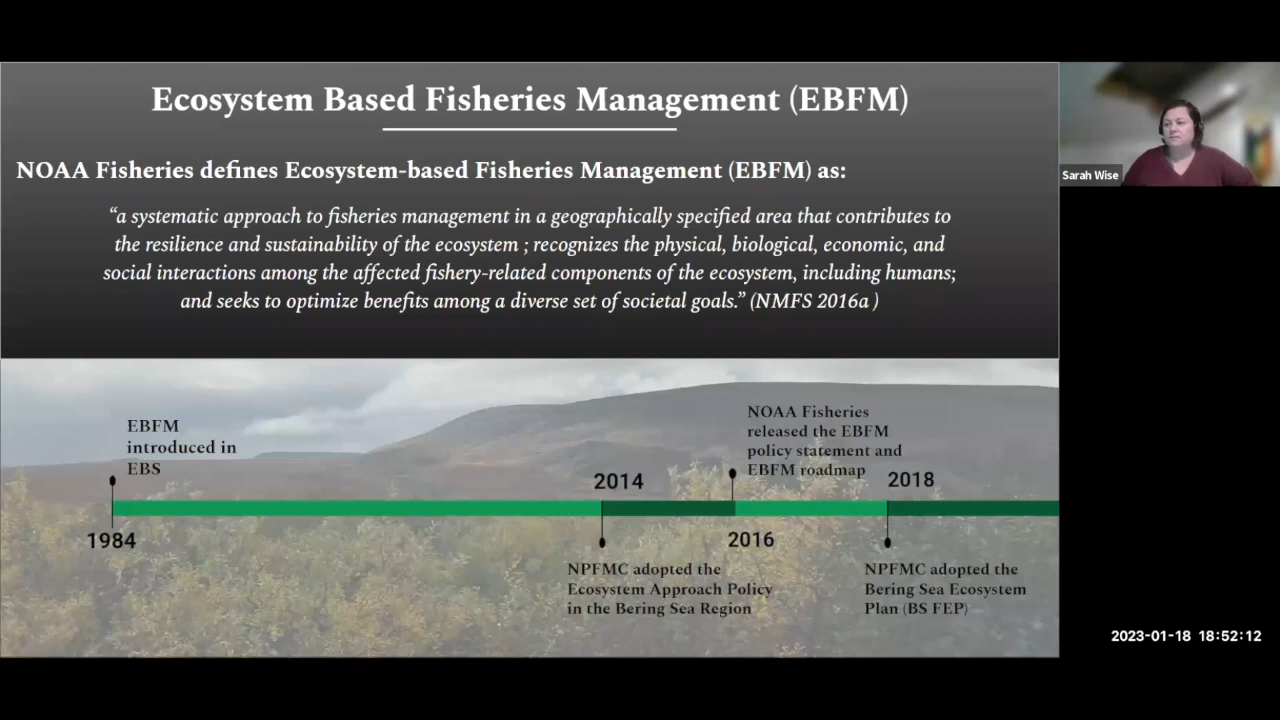 Ecosystem Based Fisheries Management (EBFM)
NOAA Fisheries defines Ecosystem-based Fisheries Management (EBFM) as:
“a systematic approach to fisheries management in a geographically specified area that contributes to
the resilience and sustainability of the ecosystem ; recognizes the physical, biological, economic, and
social interactions among the affected fishery-related components of the ecosystem, including humans;
and seeks to optimize benefits among a diverse set of societal goals.” (NMFS 2016a )
Sarah Wise
EBFM
introduced in
EBS
1984
2014
NPFMC adopted the
Ecosystem Approach Policy
in the Bering Sea Region
NOAA Fisheries
released the EBFM
policy statement and
EBFM roadmap
2016
2018
NPFMC adopted the
Bering Sea Ecosystem
Plan (BS FEP)
2023-01-18 18:52:12